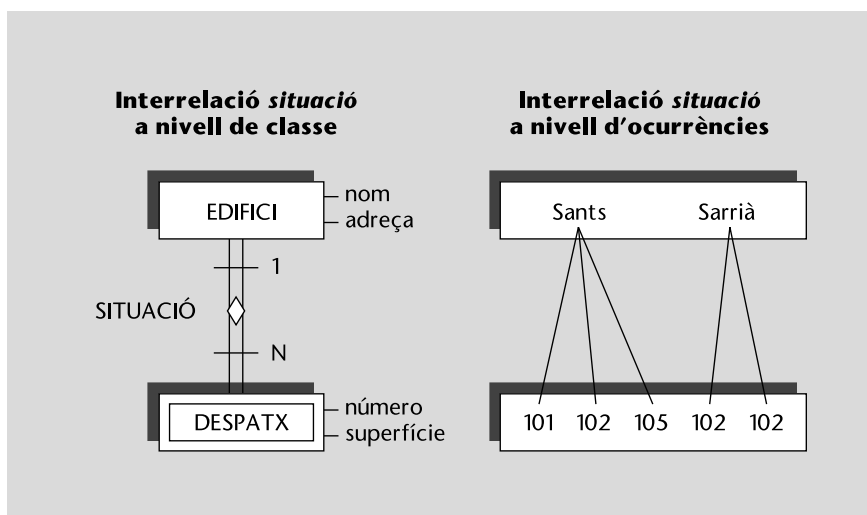 Interrelació situació
a nivell de classe
EDIFICI
nom
adreça
1
SITUACIÓ
N
DESPATX
número
superfície
Interrelació situació
a nivell d'ocurrències
Sants Sarrià
101 102 105 102 102